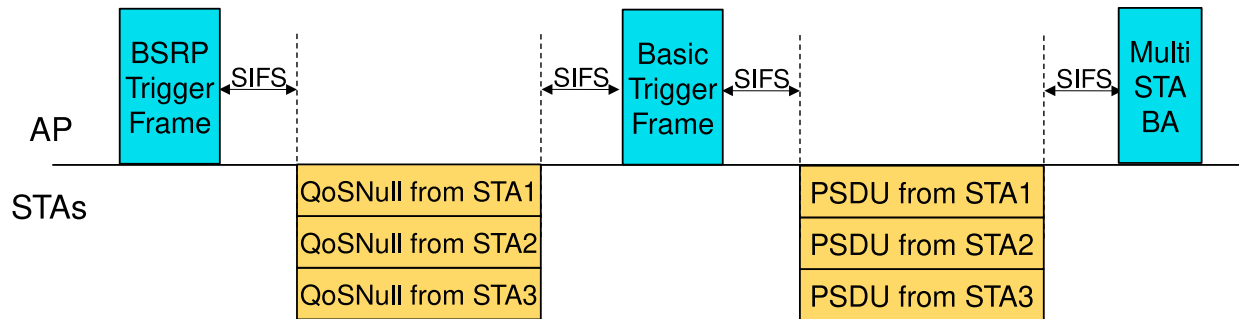 BSRP
Trigger
Frame
SIFS
SIFS
Basic
Trigger
Frame
SIFS
SIFS
Multi
STA
BA
AP
STAs
QoSNull from STA1
QoSNull from STA2
QoSNull from STA3
PSDU from STA1
PSDU from STA2
PSDU from STA3